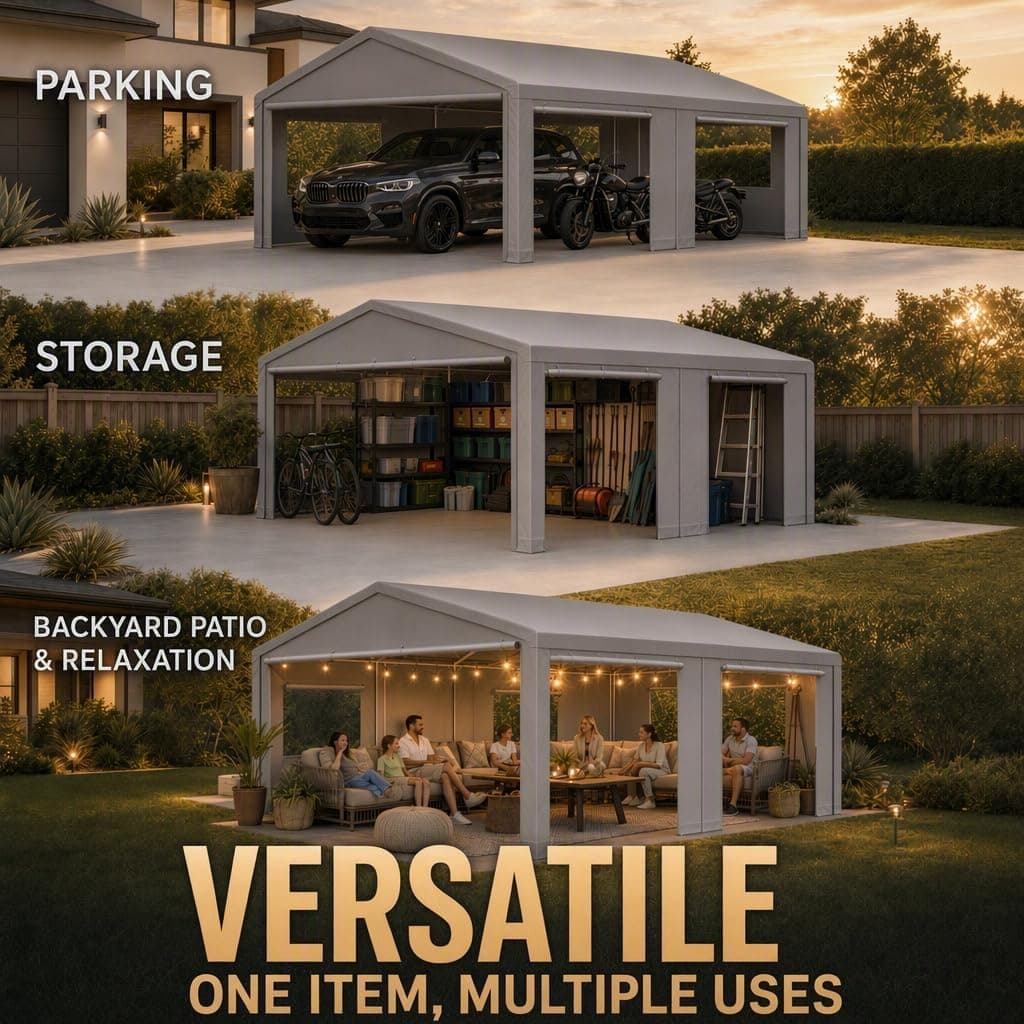 PARKING
STORAGE
BACKYARD PATIO
& RELAXATION
VERSATILE
ONE ITEM, MULTIPLE USES